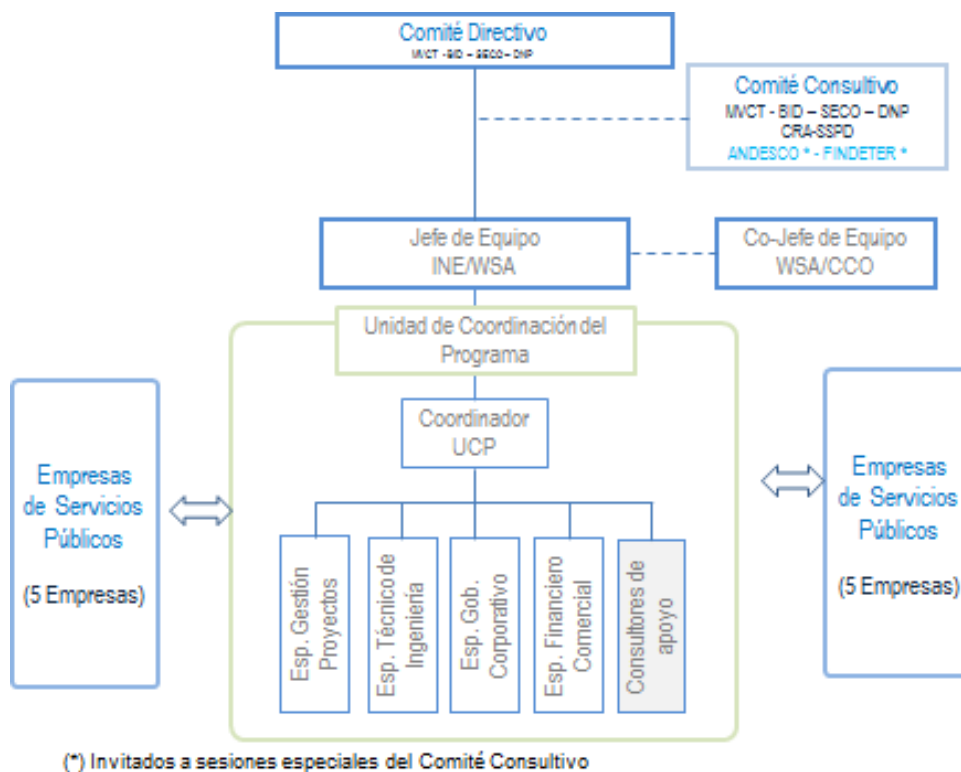 Comité Directivo
MVCT - BID – SECO – DNP
Comité Consultivo
MVCT - BID – SECO – DNP
CRA-SSPD
ANDESCO * - FINDETER *
Jefe de Equipo
INE/WSA
Co-Jefe de Equipo
WSA/CCO
Unidad de Coordinación del
Programa
Coordinador
UCP
Empresas
de Servicios
Públicos
(5 Empresas)
Esp. Gestión
Proyectos
Esp. Técnico de
Ingeniería
Esp. Gob.
Corporativo
Esp. Financiero
Comercial
Consultores de
apoyo
Empresas
de Servicios
Públicos
(5 Empresas)
(*) Invitados a sesiones especiales del Comité Consultivo